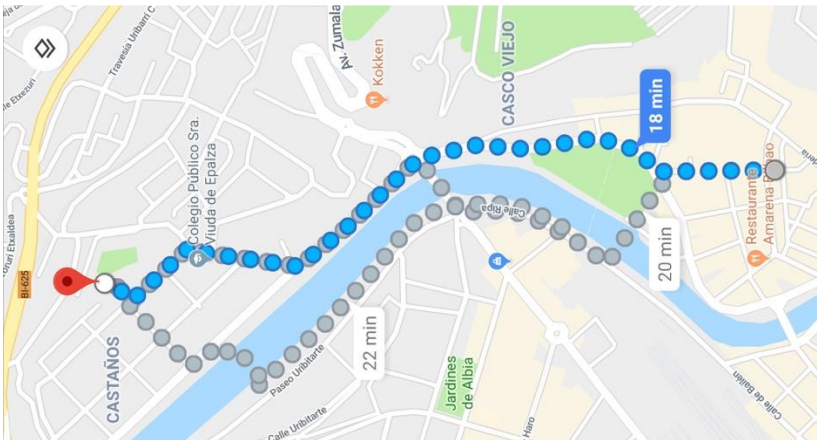 Travesía Uribarri C
Av. Zumala
Kokken
CASCO VIEJO
BI-625
Colegio Público Sra.
Viuda de Epalza
18 min
Calle Ripa
Restaurante
Amarena Bilbao
20 min
22 min
CASTAÑOS
Paseo Uribitarte
Jardines
de Albia
Calle Uribitarte
Haro
Calle de Bailén